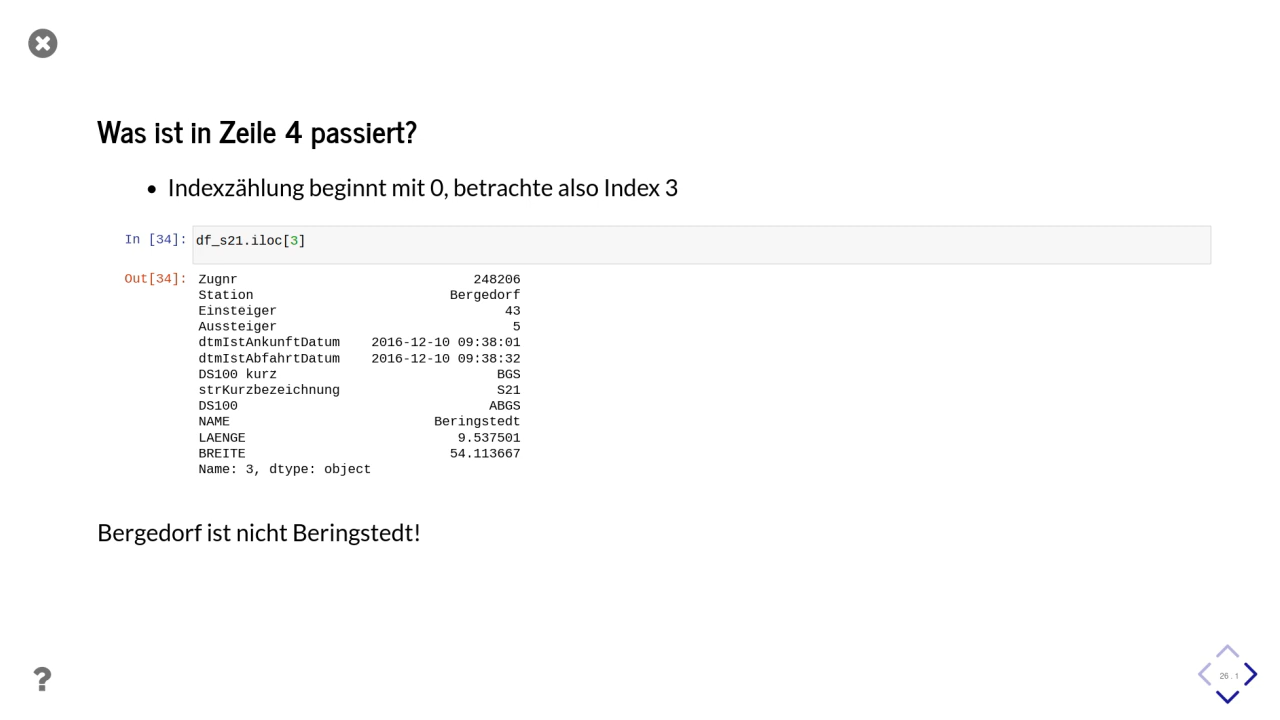 Was ist in Zeile 4 passiert?
• Indexzählung beginnt mit 0, betrachte also Index 3
In [34]: df_s21.iloc[3]
Out[34]: Zugnr 248206
Station Bergedorf
Einsteiger 43
Aussteiger 5
dtmIstAnkunftDatum 2016-12-10 09:38:01
dtmIstAbfahrtDatum 2016-12-10 09:38:32
DS100 kurz BGS
strKurzbezeichnung S21
DS100 ABGS
NAME Beringstedt
LAENGE 9.537501
BREITE 54.113667
Name: 3, dtype: object
Bergedorf ist nicht Beringstedt!
?
26 . 1